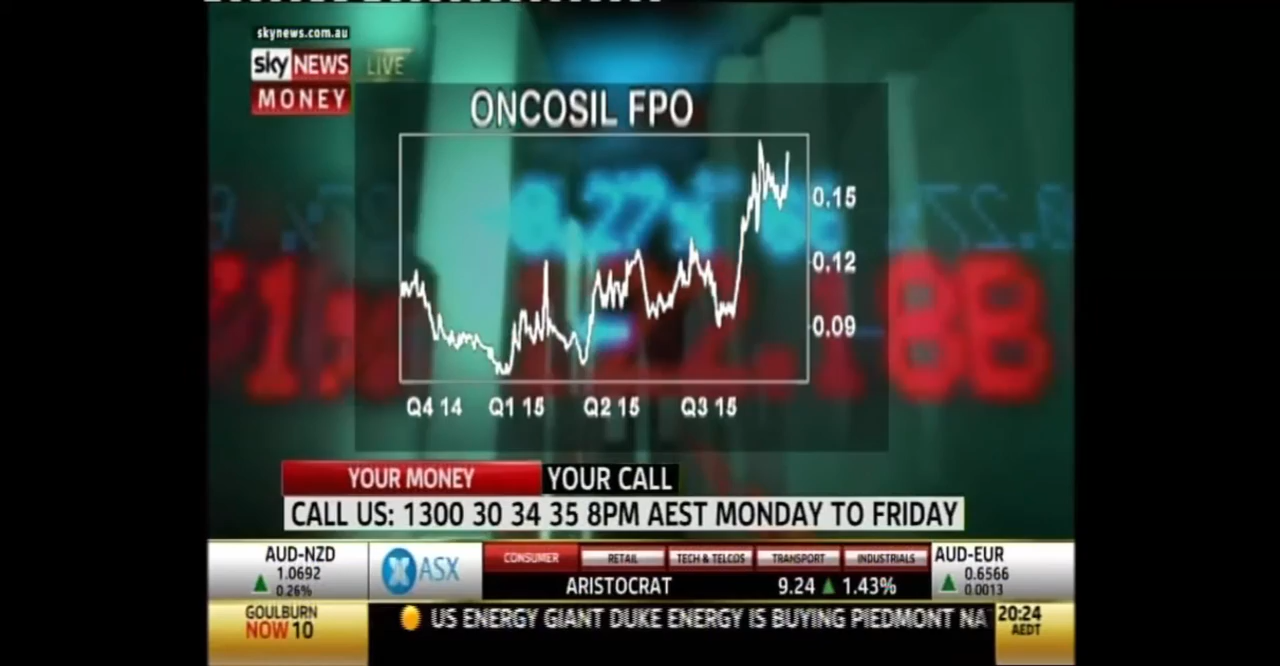 skynews.com.au
sky NEWS LIVE
MONEY
ONCOSIL FPO
0.15
0.12
0.09
Q4 14 Q1 15 Q2 15 Q3 15
YOUR MONEY YOUR CALL
CALL US: 1300 30 34 35 8PM AEST MONDAY TO FRIDAY
AUD-NZD
1.0692
0.26%
ASX
CONSUMER RETAIL TECH & TELCOS TRANSPORT INDUSTRIALS
ARISTOCRAT 9.24 ▲ 1.43%
AUD-EUR
0.6566
0.0013
GOULBURN
NOW 10
US ENERGY GIANT DUKE ENERGY IS BUYING PIEDMONT NA
20:24
AEDT